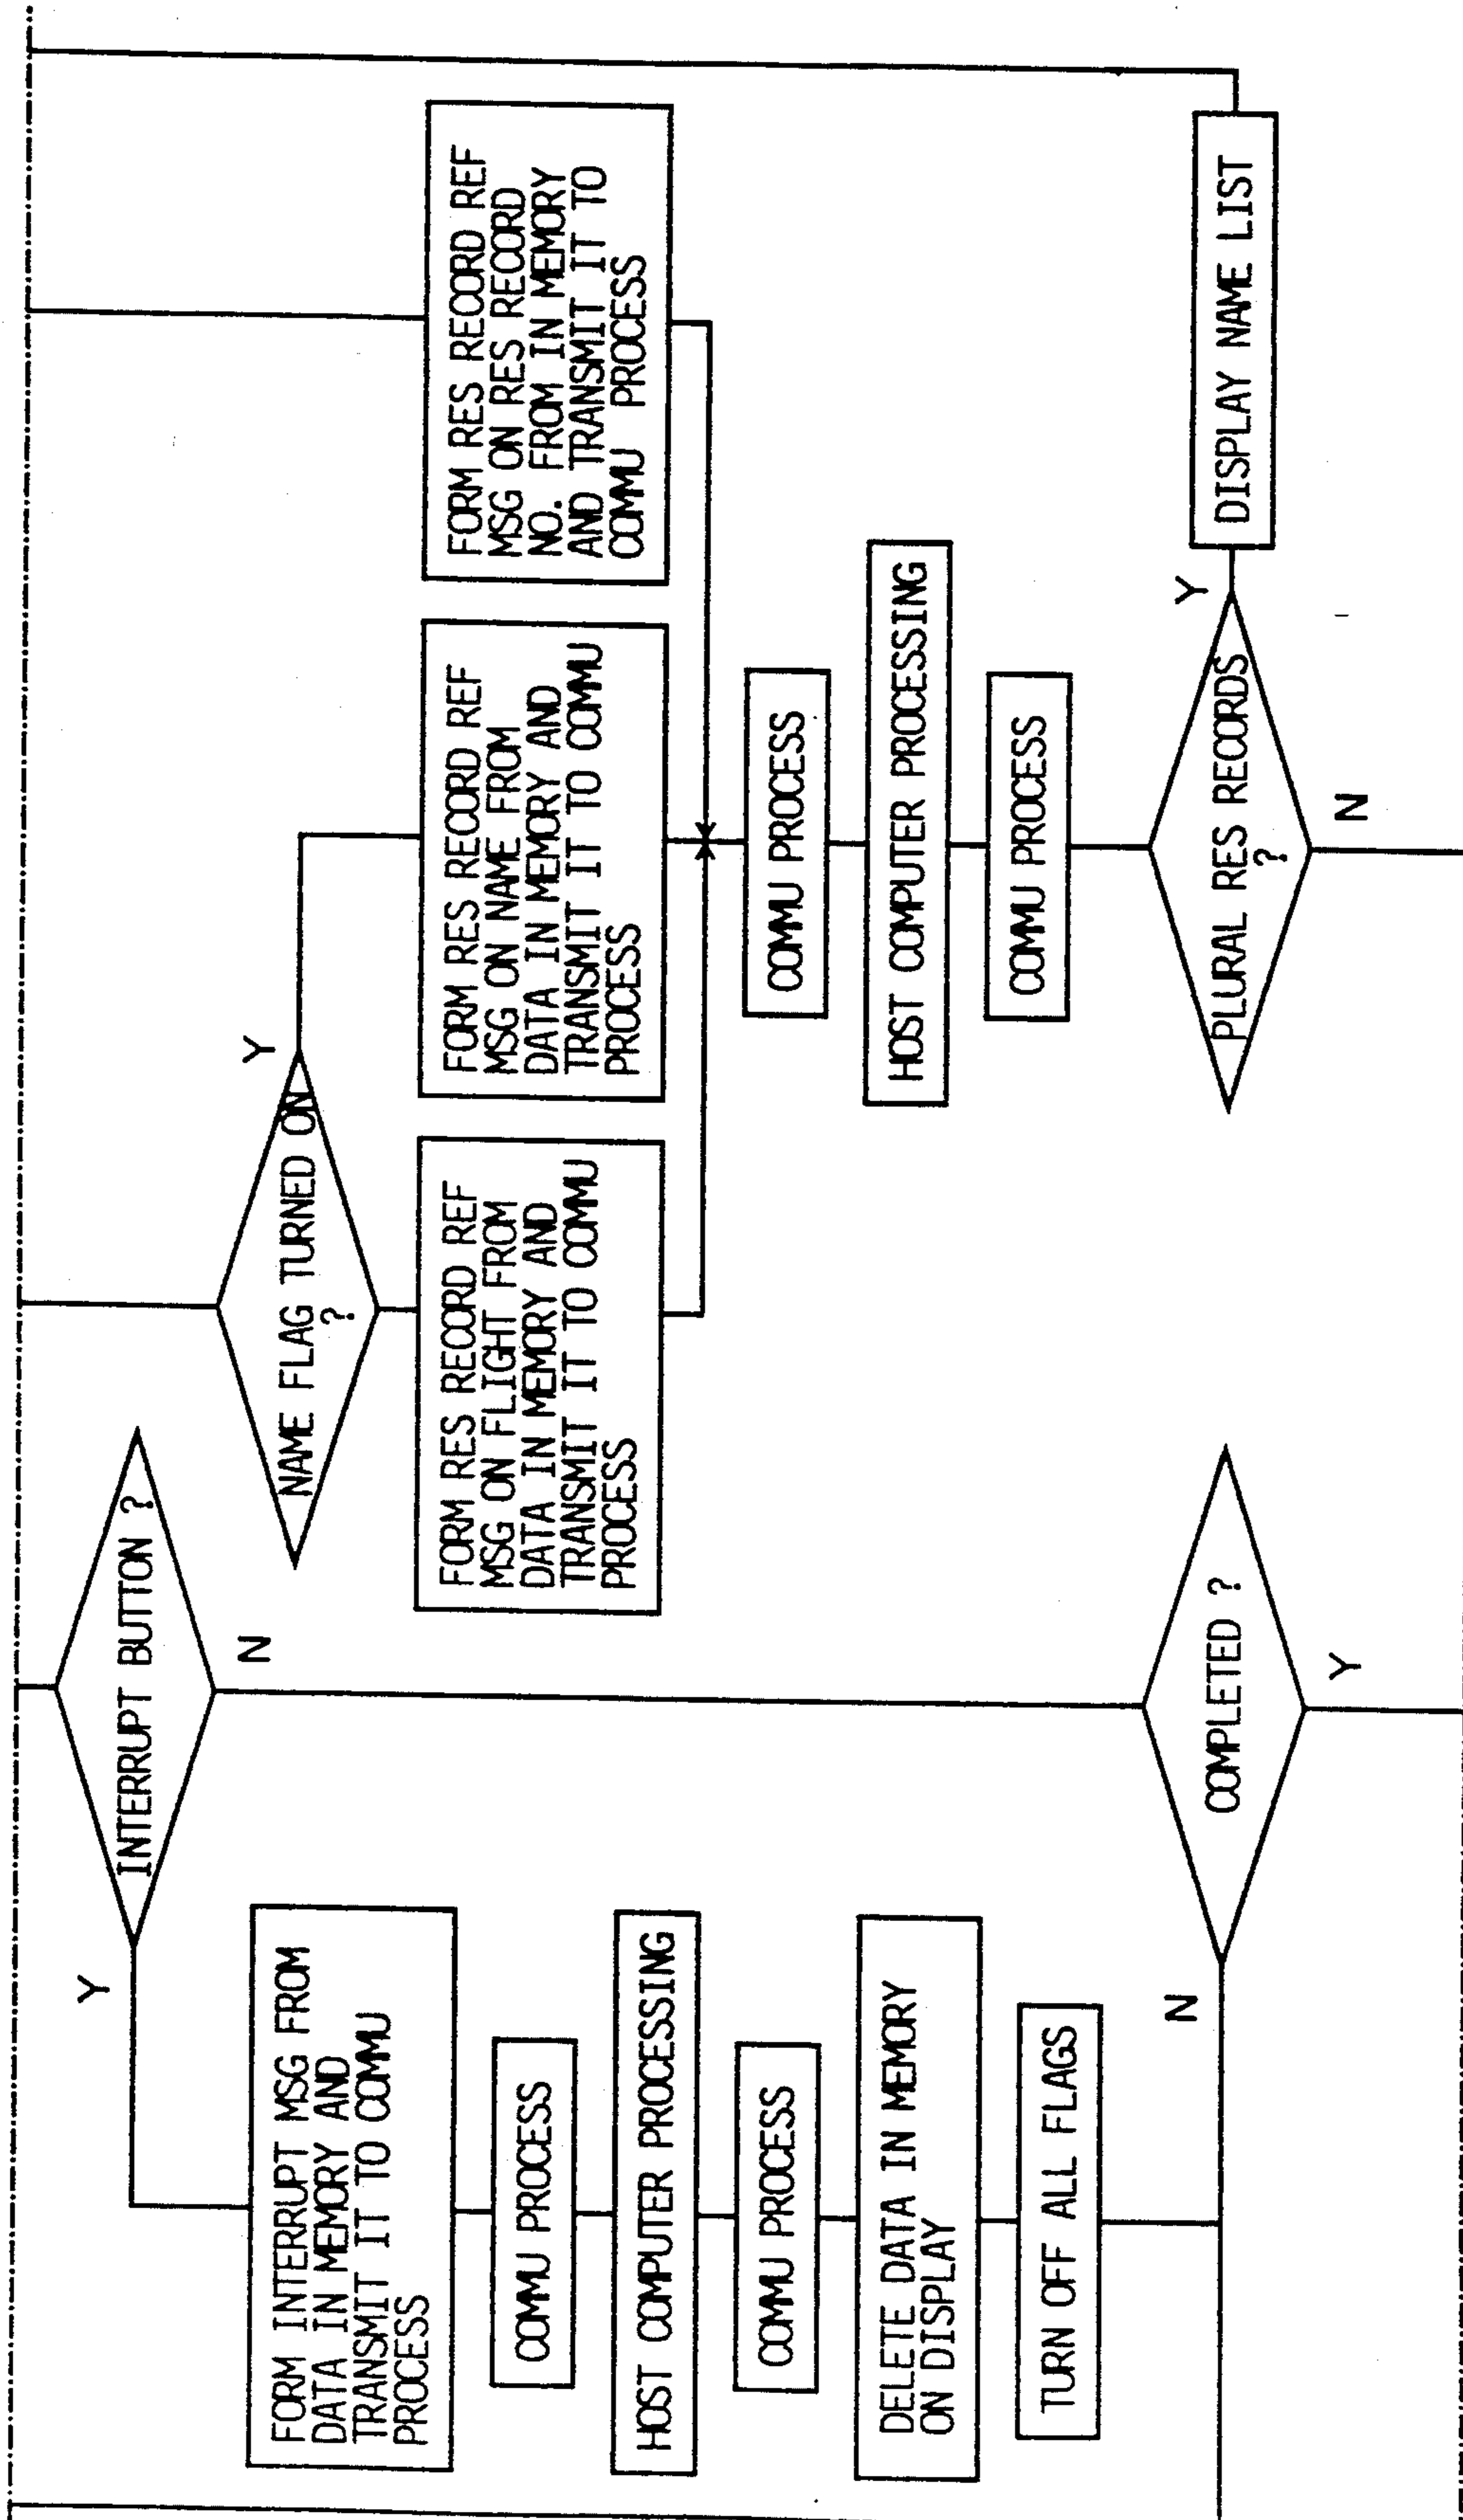 INTERRUPT BUTTON ?
Y
N
FORM INTERRUPT MSG FROM
DATA IN MEMORY AND
TRANSMIT IT TO COMMU
PROCESS
COMMU PROCESS
HOST COMPUTER PROCESSING
COMMU PROCESS
DELETE DATA IN MEMORY
ON DISPLAY
TURN OFF ALL FLAGS
N
COMPLETED ?
Y
NAME FLAG TURNED ON
?
Y
FORM RES RECORD REF
MSG ON FLIGHT FROM
DATA IN MEMORY AND
TRANSMIT IT TO COMMU
PROCESS
FORM RES RECORD REF
MSG ON NAME FROM
DATA IN MEMORY AND
TRANSMIT IT TO COMMU
PROCESS
FORM RES RECORD REF
MSG ON RES RECORD
NO. FROM IN MEMORY
AND TRANSMIT IT TO
COMMU PROCESS
COMMU PROCESS
HOST COMPUTER PROCESSING
COMMU PROCESS
PLURAL RES RECORDS
?
Y
N
DISPLAY NAME LIST